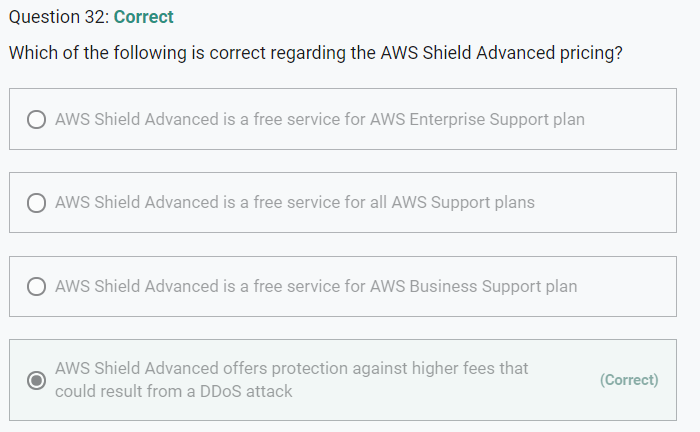 Question 32: Correct
Which of the following is correct regarding the AWS Shield Advanced pricing?
AWS Shield Advanced is a free service for AWS Enterprise Support plan
AWS Shield Advanced is a free service for all AWS Support plans
AWS Shield Advanced is a free service for AWS Business Support plan
AWS Shield Advanced offers protection against higher fees that
could result from a DDoS attack
(Correct)